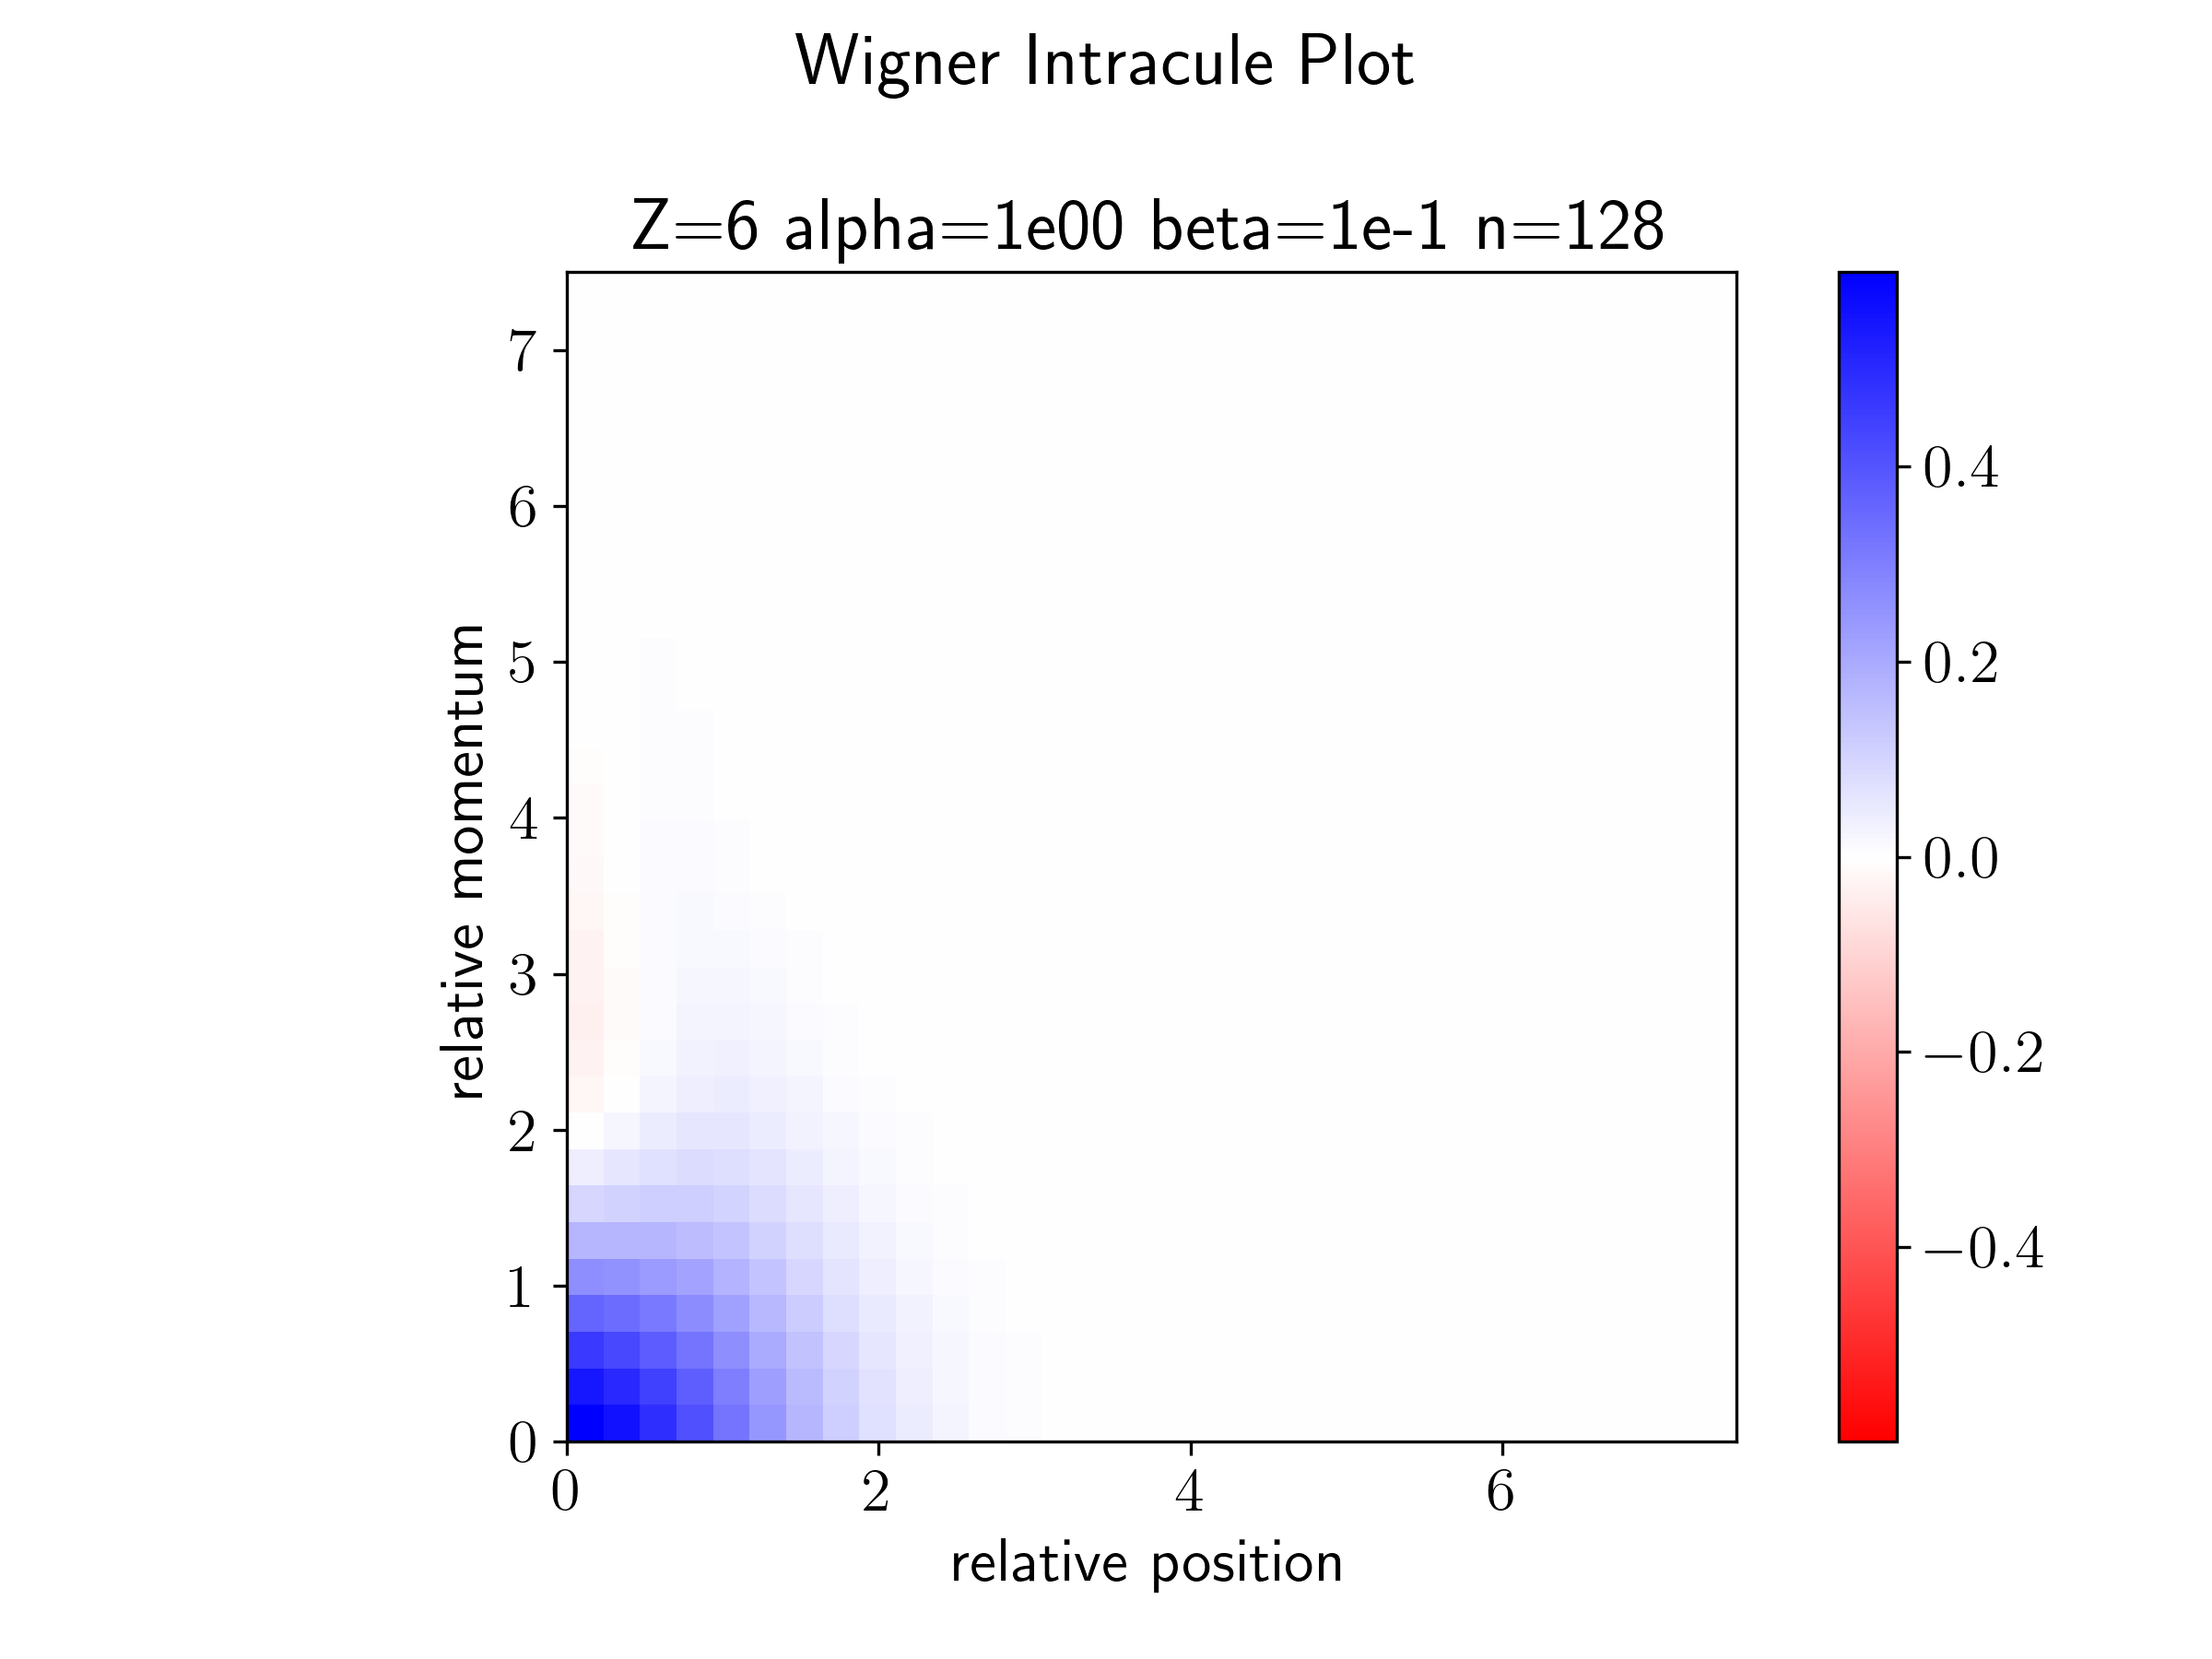 Wigner Intracule Plot
Z=6 alpha=1e00 beta=1e-1 n=128
relative momentum
7
6
5
4
3
2
1
0
0 2 4 6
relative position
0.4
0.2
0.0
−0.2
−0.4